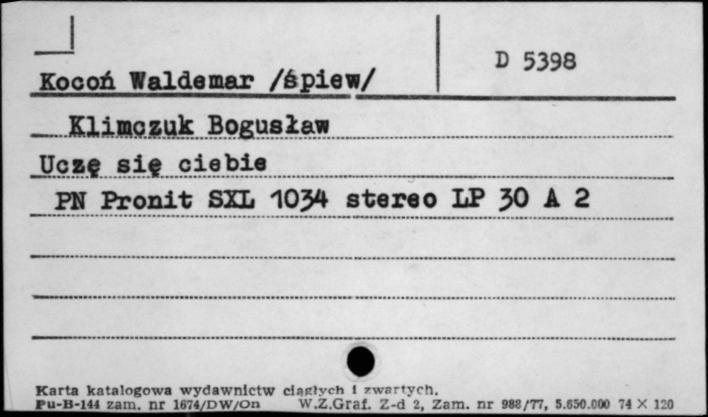 D 5398
Kocoń Waldemar /śpiew/
Klimczuk Bogusław
Uczę się ciebie
PN Pronit SXL 1034 stereo LP 30 A 2
Karta katalogowa wydawnictw ciągłych i zwartych.
Pu-B-144 zam. nr 1674/DW/On W.Z.Graf. Z-d 2, Zam. nr 988/77, 5.650.000 74 X 120